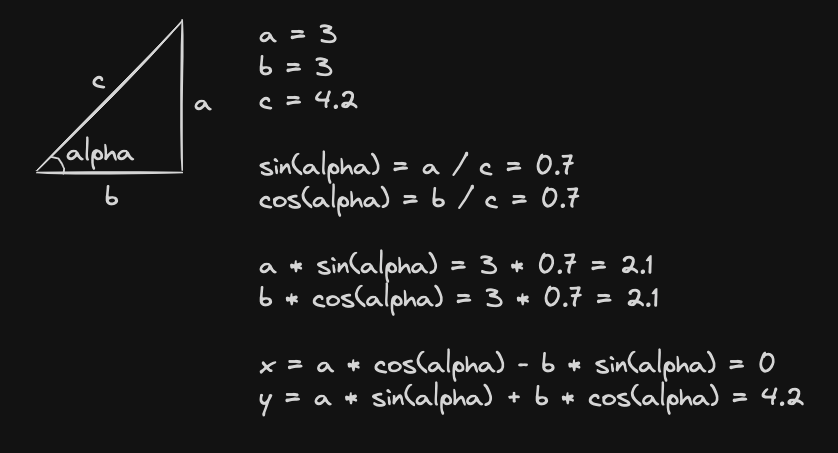 c
a
alpha
b
a = 3
b = 3
c = 4.2
sin(alpha) = a / c = 0.7
cos(alpha) = b / c = 0.7
a * sin(alpha) = 3 * 0.7 = 2.1
b * cos(alpha) = 3 * 0.7 = 2.1
x = a * cos(alpha) - b * sin(alpha) = 0
y = a * sin(alpha) + b * cos(alpha) = 4.2